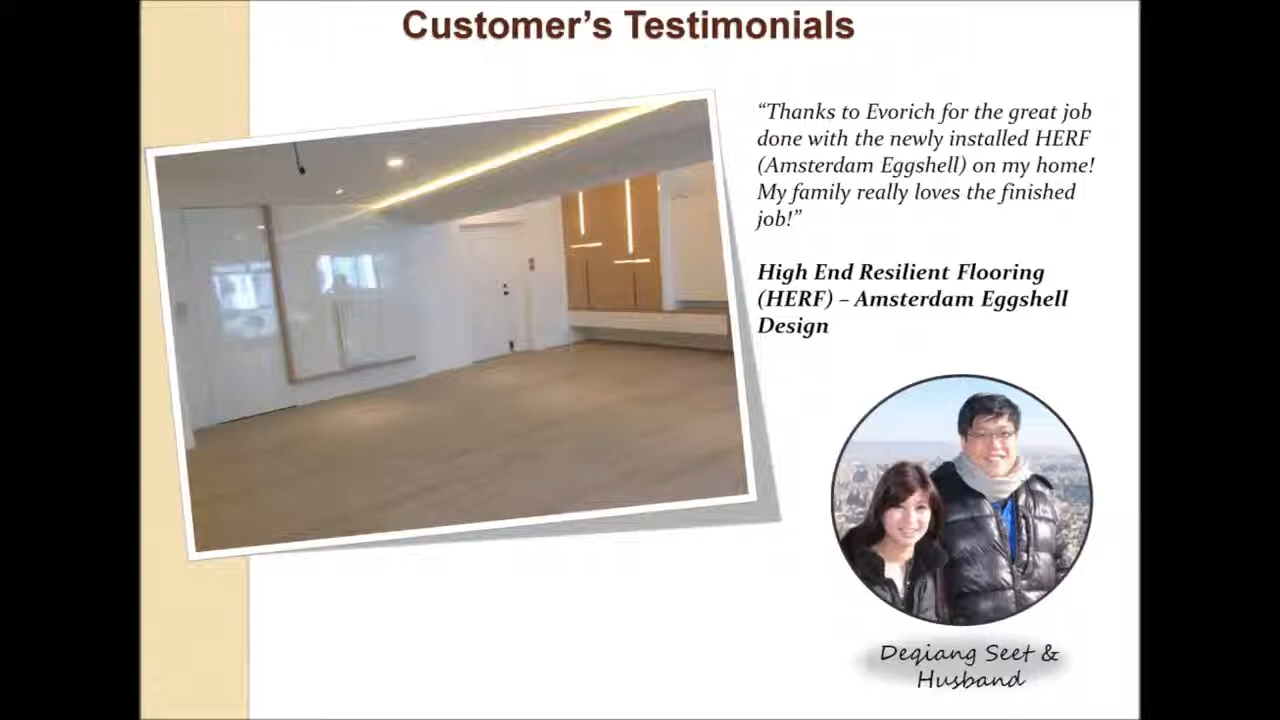 Customer’s Testimonials
“Thanks to Evorich for the great job
done with the newly installed HERF
(Amsterdam Eggshell) on my home!
My family really loves the finished
job!”
High End Resilient Flooring
(HERF) – Amsterdam Eggshell
Design
Deqiang Seet &
Husband